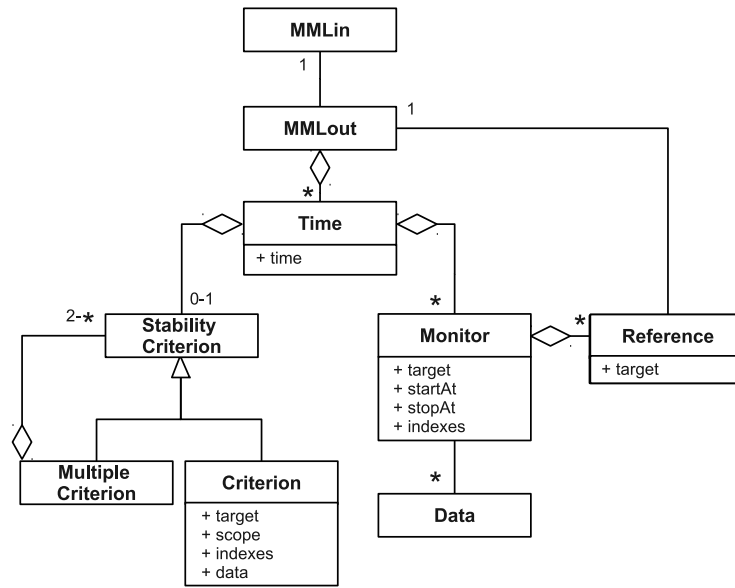 MMLin
1
MMLout
1
*
Time
+ time
0-1
2-*
Stability
Criterion
*
Monitor
+ target
+ startAt
+ stopAt
+ indexes
*
Reference
+ target
Multiple
Criterion
Criterion
+ target
+ scope
+ indexes
+ data
*
Data